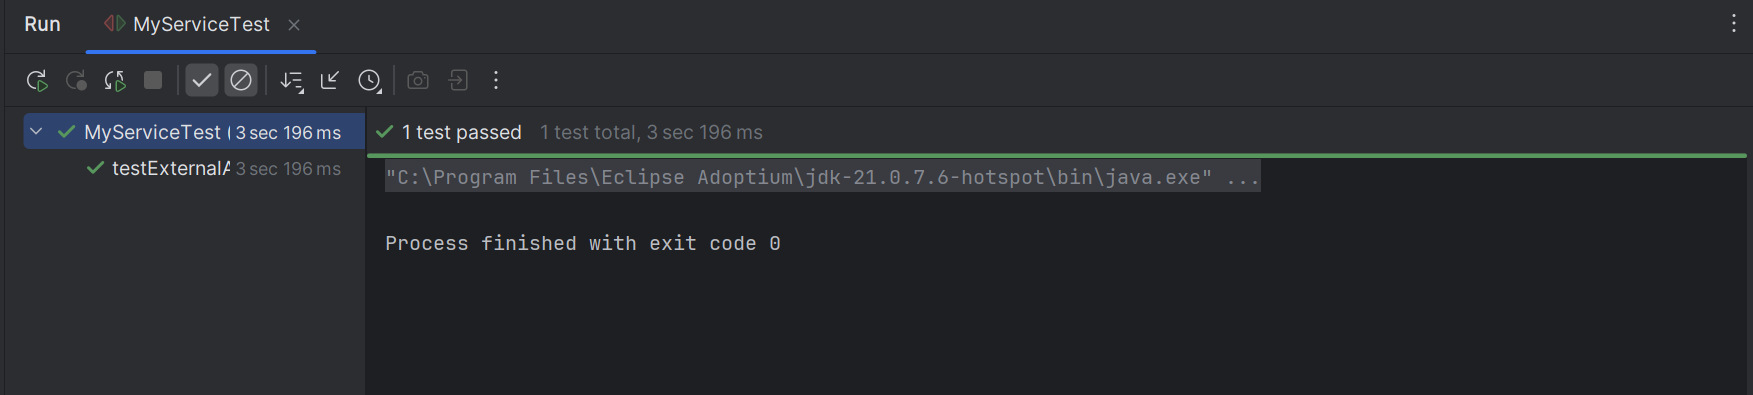 Run MyServiceTest
MyServiceTest ( 3 sec 196 ms
testExternalA 3 sec 196 ms
1 test passed 1 test total, 3 sec 196 ms
"C:\Program Files\Eclipse Adoptium\jdk-21.0.7.6-hotspot\bin\java.exe" ...
Process finished with exit code 0